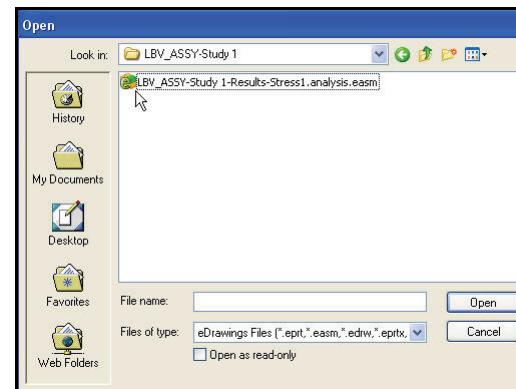 Open
Look in:
LBV_ASSY-Study 1
LBV_ASSY-Study 1-Results-Stress1.analysis.easm
History
My Documents
Desktop
Favorites
Web Folders
File name:
Open
Files of type:
eDrawings Files (*.eprt,*.easm,*.edrw,*.eprtx,
Cancel
Open as read-only